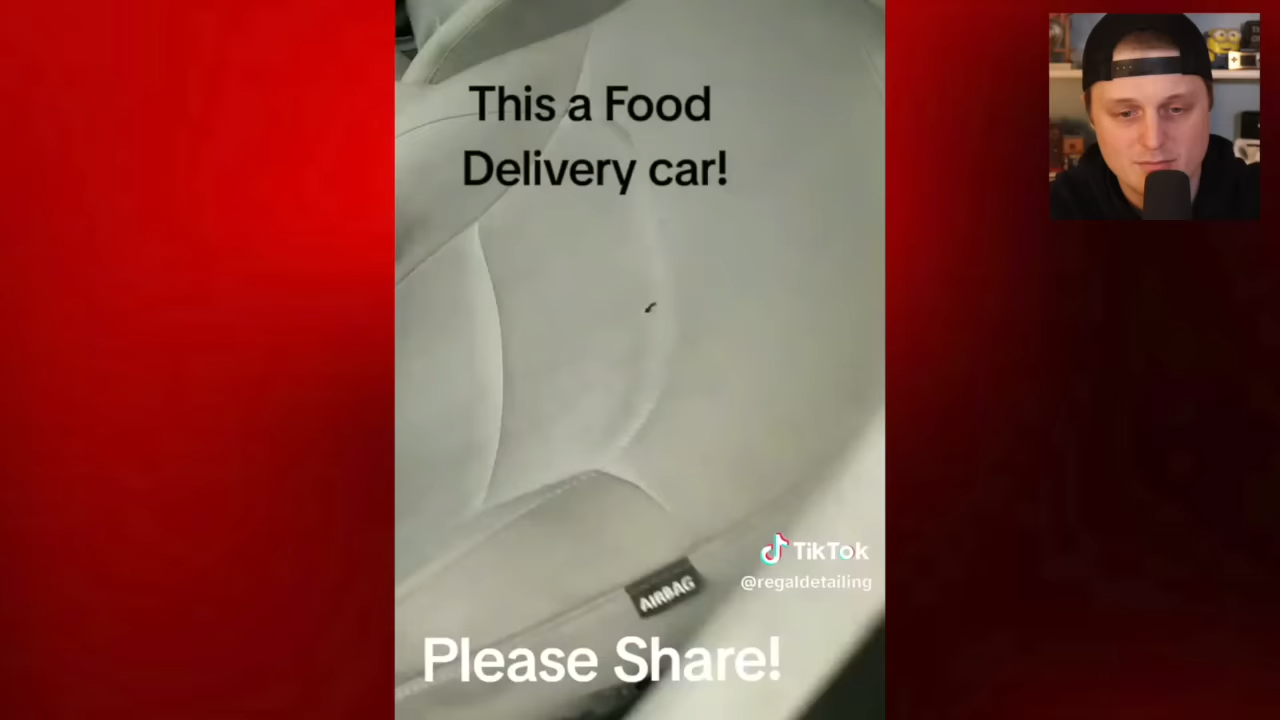 This a Food
Delivery car!
AIRBAG
TikTok
@regaldetailing
Please Share!